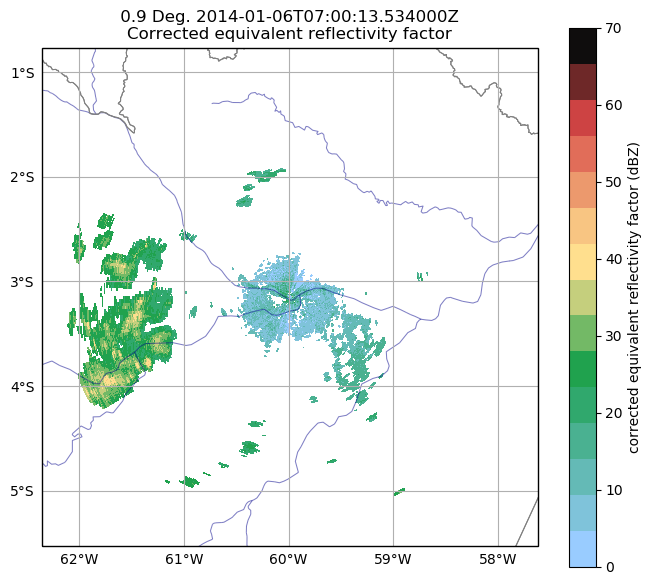 0.9 Deg. 2014-01-06T07:00:13.534000Z
Corrected equivalent reflectivity factor
1°S
2°S
3°S
4°S
5°S
62°W 61°W 60°W 59°W 58°W
70
60
50
40
30
20
10
0
corrected equivalent reflectivity factor (dBZ)